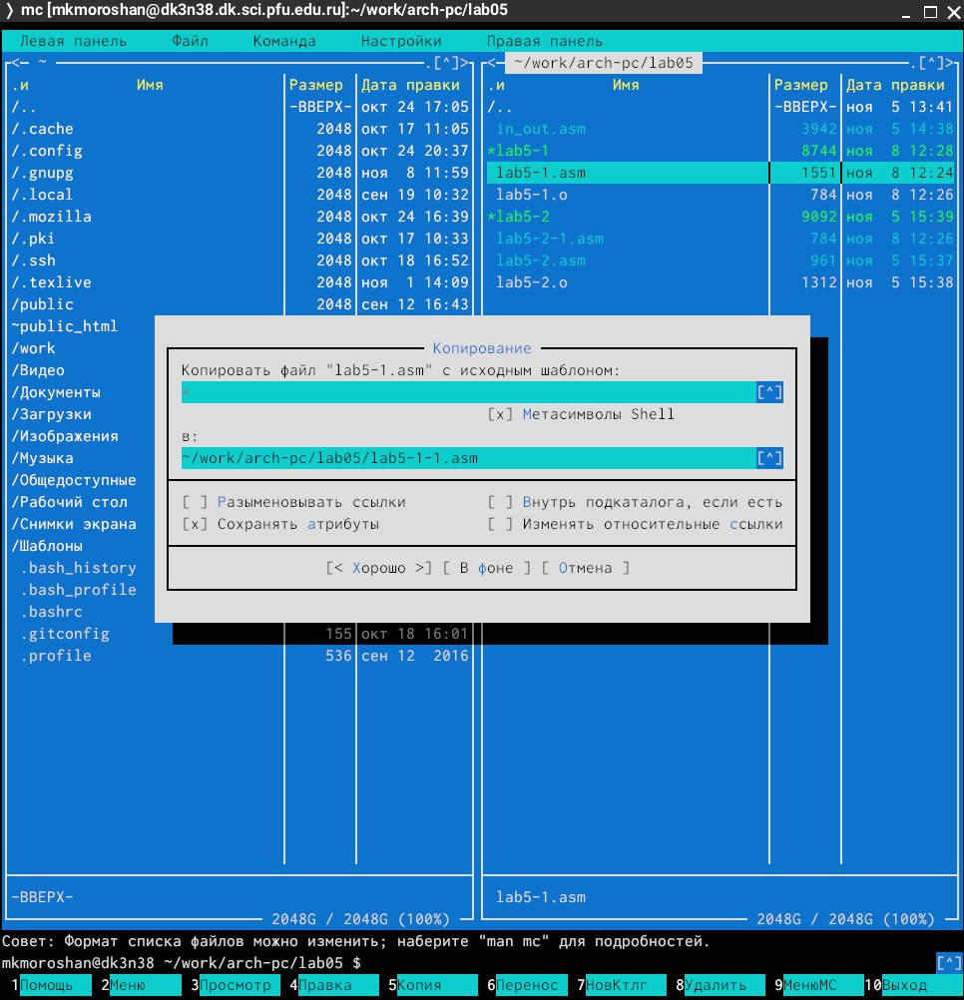 mc [mkmoroshan@dk3n38.dk.sci.pfu.edu.ru]:~/work/arch-pc/lab05
Левая панель Файл Команда Настройки Правая панель
<- ~ .[^]>
.и Имя Размер Дата правки
/.. -ВВЕРХ- окт 24 17:05
/.cache 2048 окт 17 11:05
/.config 2048 окт 24 20:37
/.gnupg 2048 ноя 8 11:59
/.local 2048 сен 19 10:32
/.mozilla 2048 окт 24 16:39
/.pki 2048 окт 17 10:33
/.ssh 2048 окт 18 16:52
/.texlive 2048 ноя 1 14:09
/public 2048 сен 12 16:43
~public_html
/work
/Видео
/Документы
/Загрузки
/Изображения
/Музыка
/Общедоступные
/Рабочий стол
/Снимки экрана
/Шаблоны
.bash_history
.bash_profile
.bashrc
.gitconfig 155 окт 18 16:01
.profile 536 сен 12 2016
-ВВЕРХ-
2048G / 2048G (100%)
<- ~/work/arch-pc/lab05 .[^]>
.и Имя Размер Дата правки
/.. -ВВЕРХ- ноя 5 13:41
in_out.asm 3942 ноя 5 14:38
*lab5-1 8744 ноя 8 12:28
lab5-1.asm 1551 ноя 8 12:24
lab5-1.o 784 ноя 8 12:26
*lab5-2 9092 ноя 5 15:39
lab5-2-1.asm 784 ноя 8 12:26
lab5-2.asm 961 ноя 5 15:37
lab5-2.o 1312 ноя 5 15:38
lab5-1.asm
2048G / 2048G (100%)
Копирование
Копировать файл "lab5-1.asm" с исходным шаблоном:
* [^]
[x] Метасимволы Shell
в:
~/work/arch-pc/lab05/lab5-1-1.asm [^]
[ ] Разыменовывать ссылки [ ] Внутрь подкаталога, если есть
[x] Сохранять атрибуты [ ] Изменять относительные ссылки
[< Хорошо >] [ В фоне ] [ Отмена ]
Совет: Формат списка файлов можно изменить; наберите "man mc" для подробностей.
mkmoroshan@dk3n38 ~/work/arch-pc/lab05 $ [^]
1Помощь 2Меню 3Просмотр 4Правка 5Копия 6Перенос 7НовКтлг 8Удалить 9МенюМС 10Выход